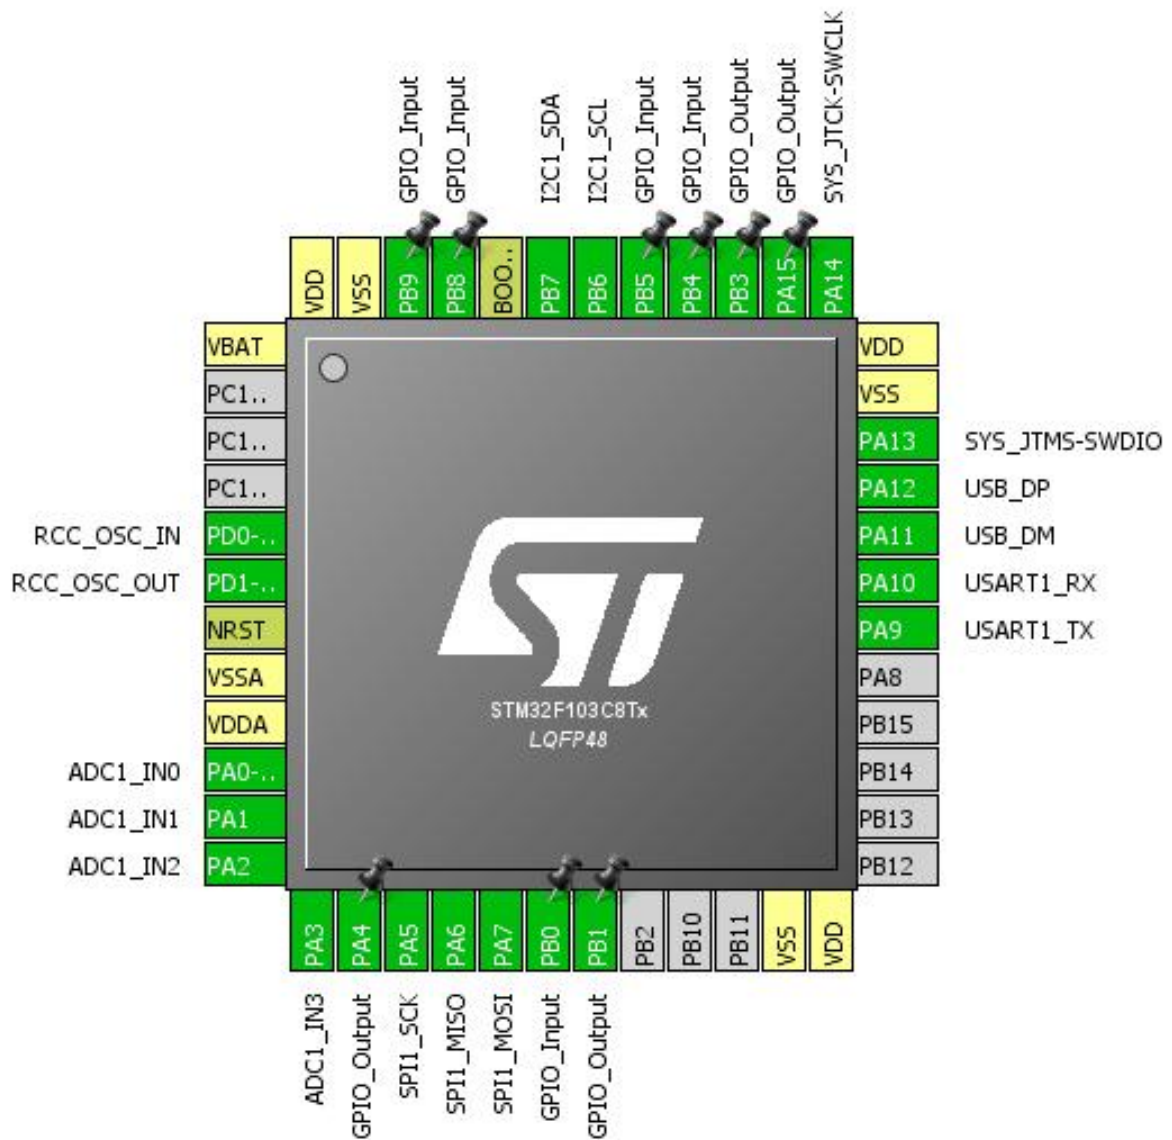 GPIO_Input
GPIO_Input
I2C1_SDA
I2C1_SCL
GPIO_Input
GPIO_Input
GPIO_Output
GPIO_Output
SYS_JTCK-SWCLK
VDD
VSS
PB9
PB8
BOO..
PB7
PB6
PB5
PB4
PB3
PA15
PA14
VBAT
PC1..
PC1..
PC1..
RCC_OSC_IN PD0-..
RCC_OSC_OUT PD1-..
NRST
VSSA
VDDA
ADC1_IN0 PA0-..
ADC1_IN1 PA1
ADC1_IN2 PA2
ST
STM32F103C8Tx
LQFP48
VDD
VSS
PA13 SYS_JTMS-SWDIO
PA12 USB_DP
PA11 USB_DM
PA10 USART1_RX
PA9 USART1_TX
PA8
PB15
PB14
PB13
PB12
PA3
PA4
PA5
PA6
PA7
PB0
PB1
PB2
PB10
PB11
VSS
VDD
ADC1_IN3
GPIO_Output
SPI1_SCK
SPI1_MISO
SPI1_MOSI
GPIO_Input
GPIO_Output